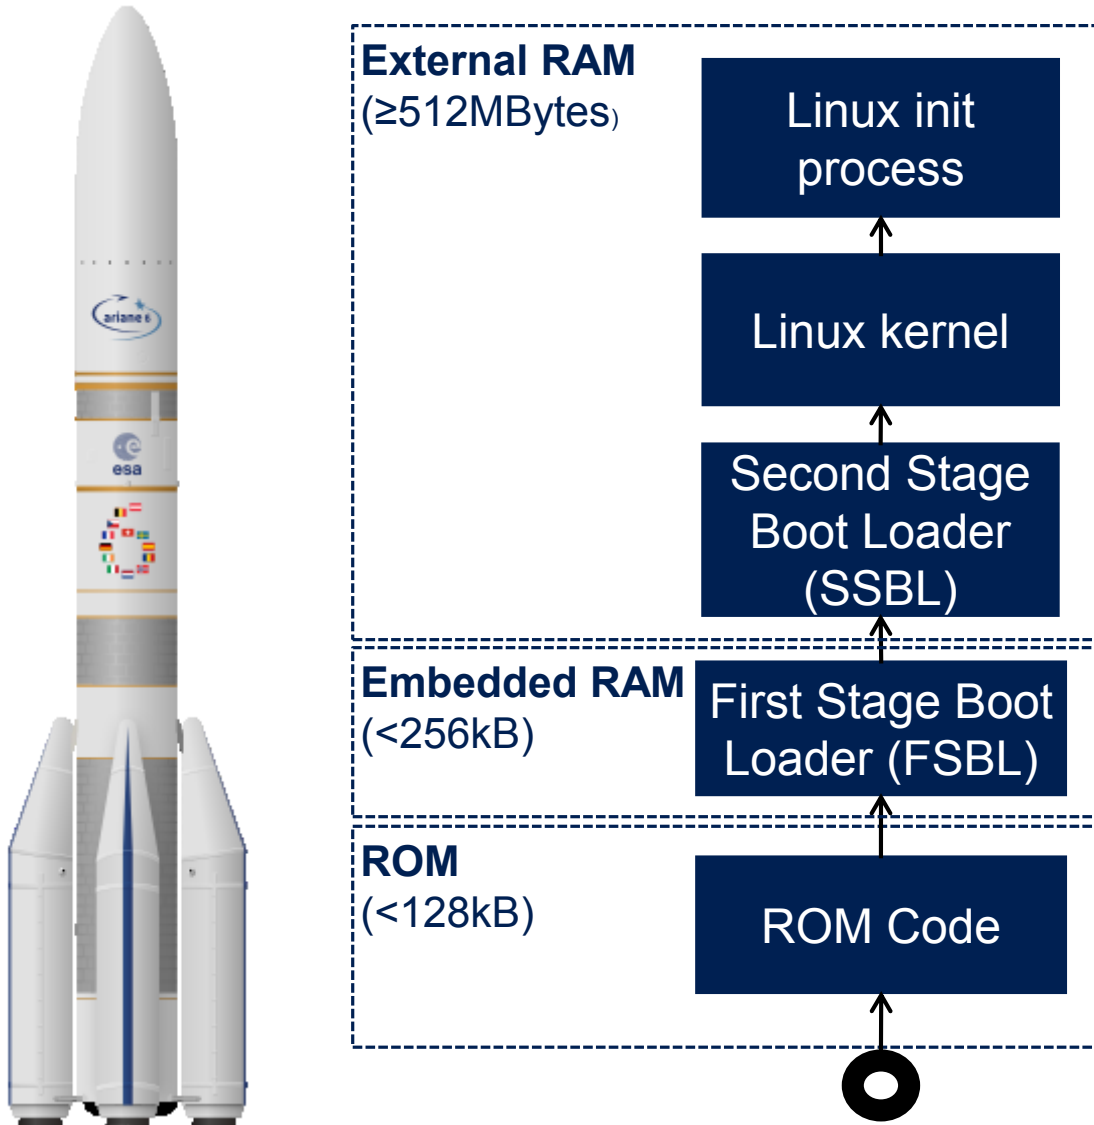 ariane 6
esa
External RAM
(≥512MBytes)
Linux init
process
Linux kernel
Second Stage
Boot Loader
(SSBL)
Embedded RAM
(<256kB)
First Stage Boot
Loader (FSBL)
ROM
(<128kB)
ROM Code